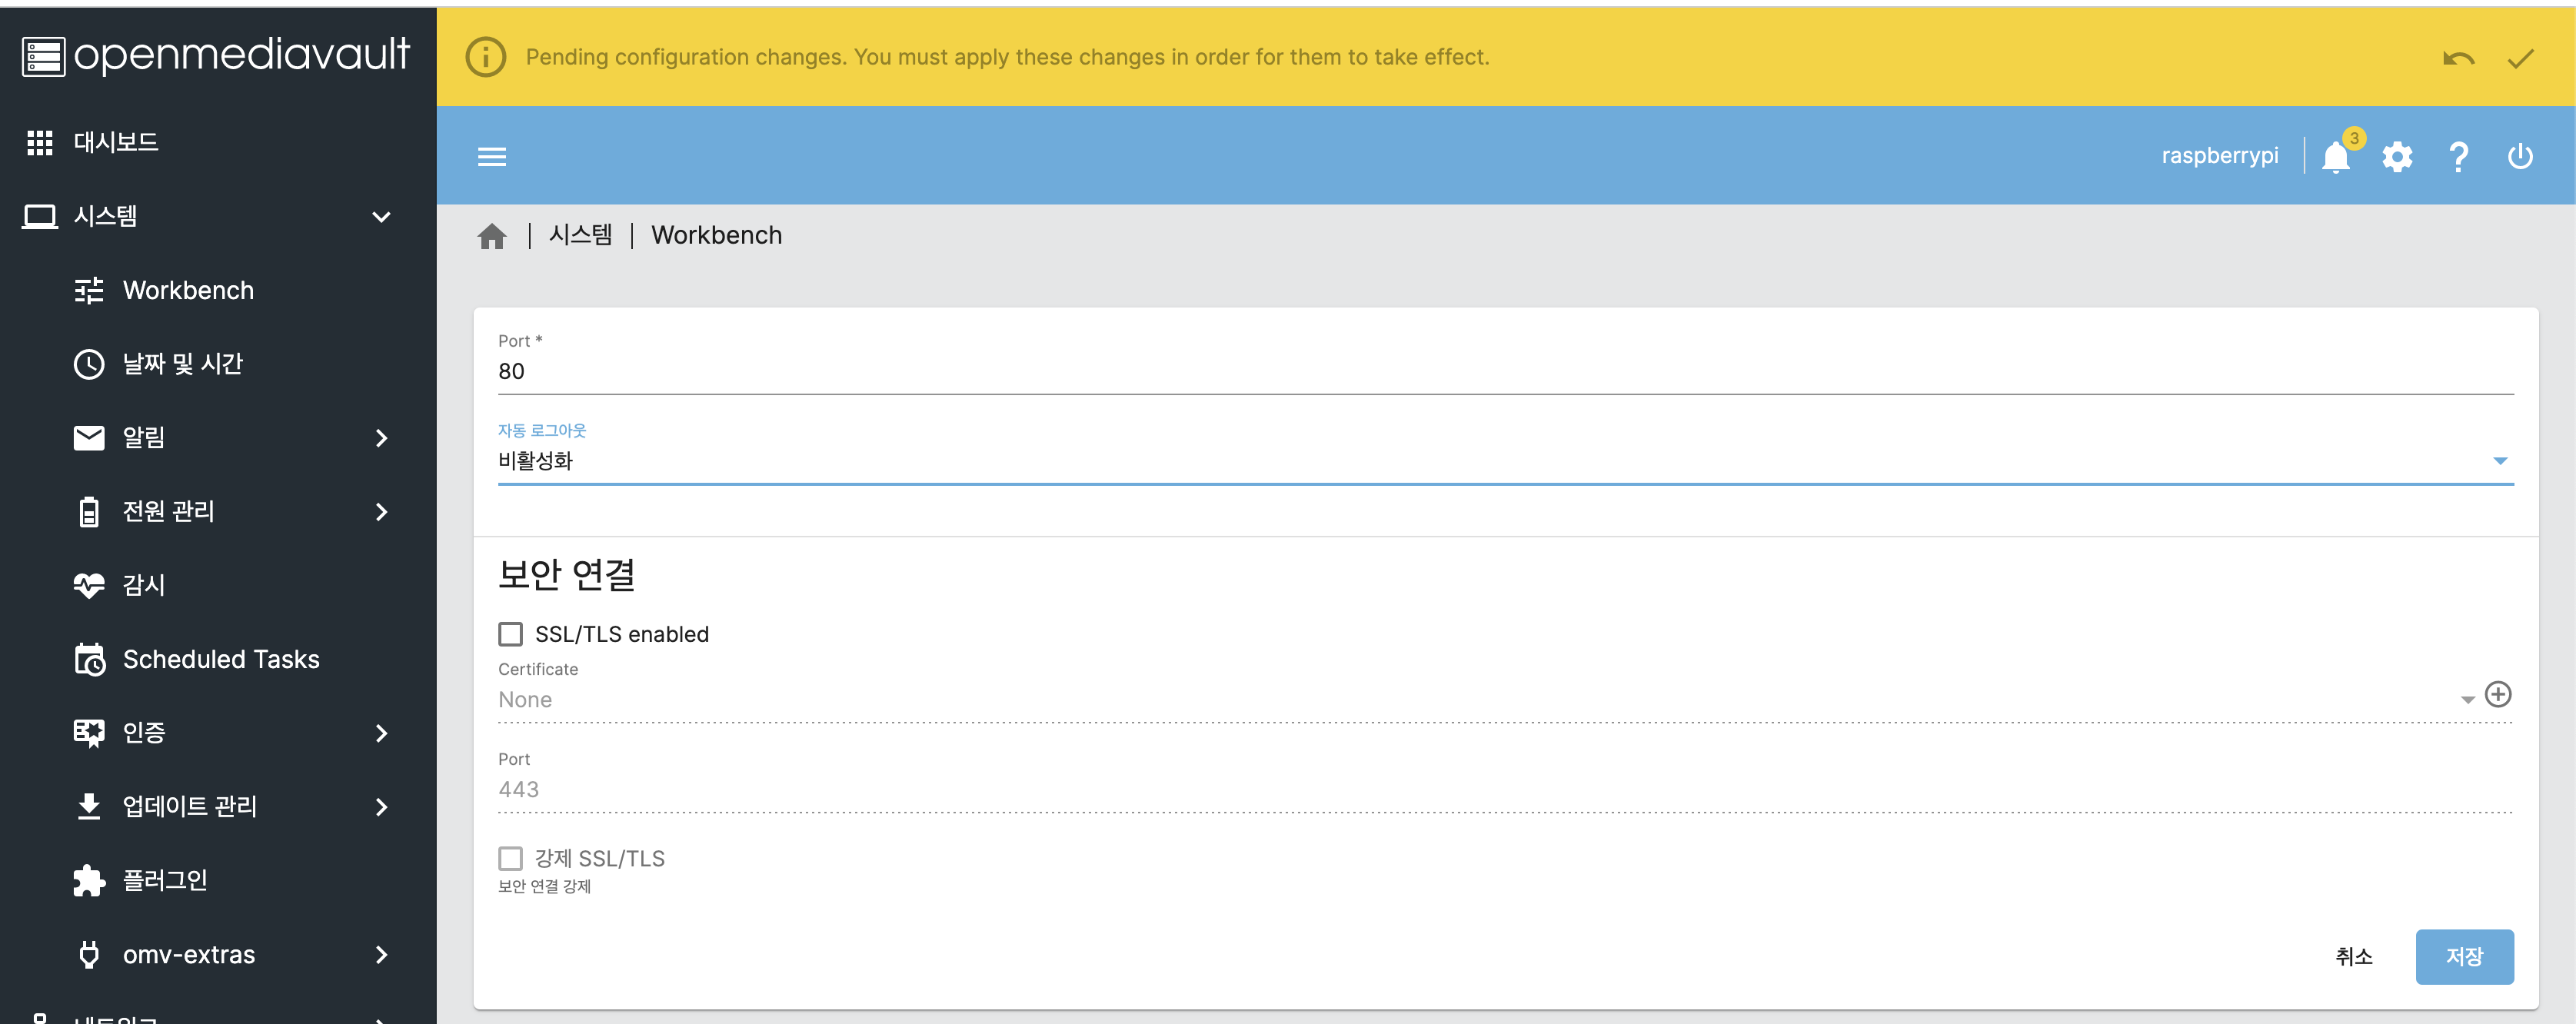 openmediavault
Pending configuration changes. You must apply these changes in order for them to take effect.
대시보드
raspberrypi
3
시스템
시스템 | Workbench
Workbench
날짜 및 시간
알림
전원 관리
감시
Scheduled Tasks
인증
업데이트 관리
플러그인
omv-extras
네트워크
Port *
80
자동 로그아웃
비활성화
보안 연결
SSL/TLS enabled
Certificate
None
Port
443
강제 SSL/TLS
보안 연결 강제
취소
저장